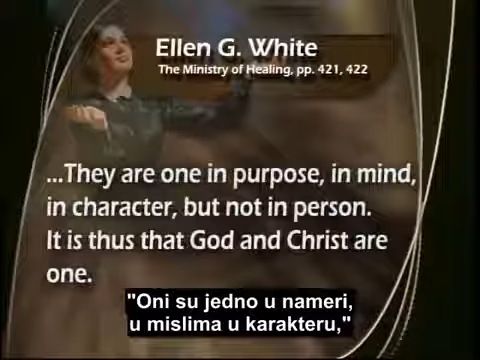 Ellen G. White
The Ministry of Healing, pp. 421, 422
...They are one in purpose, in mind,
in character, but not in person.
It is thus that God and Christ are
one.
"Oni su jedno u nameri,
u mislima u karakteru,"